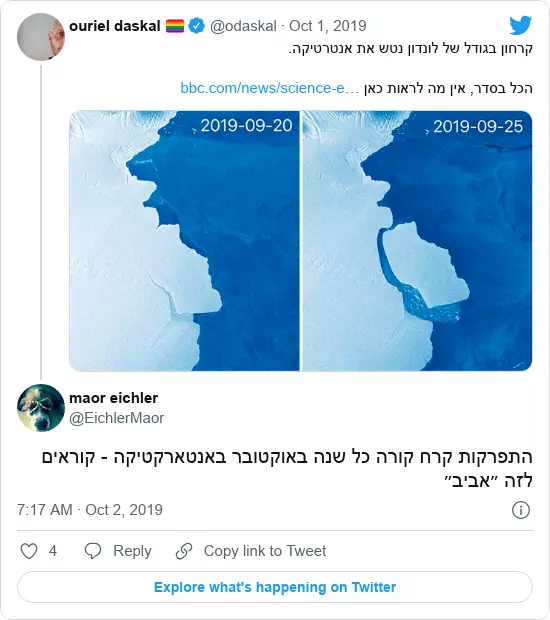 ouriel daskal 🏳️‍🌈 @odaskal · Oct 1, 2019
קרחון בגודל של לונדון נטש את אנטרטיקה.
הכל בסדר, אין מה לראות כאן bbc.com/news/science-e…
2019-09-20
2019-09-25
maor eichler
@EichlerMaor
התפרקות קרח קורה כל שנה באוקטובר באנטארקטיקה - קוראים
לזה ״אביב״
7:17 AM · Oct 2, 2019
4 Reply Copy link to Tweet
Explore what's happening on Twitter